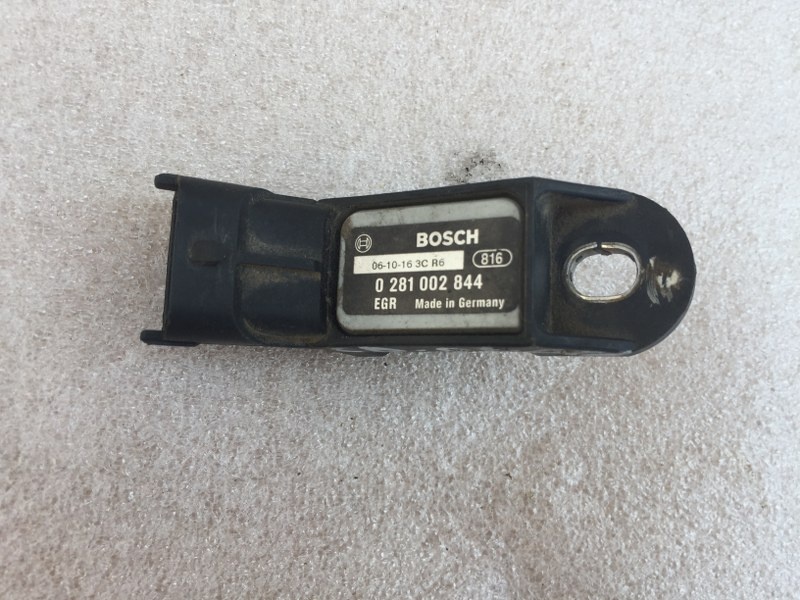 BOSCH
06-10-16 3C R6 816
0 281 002 844
EGR Made in Germany